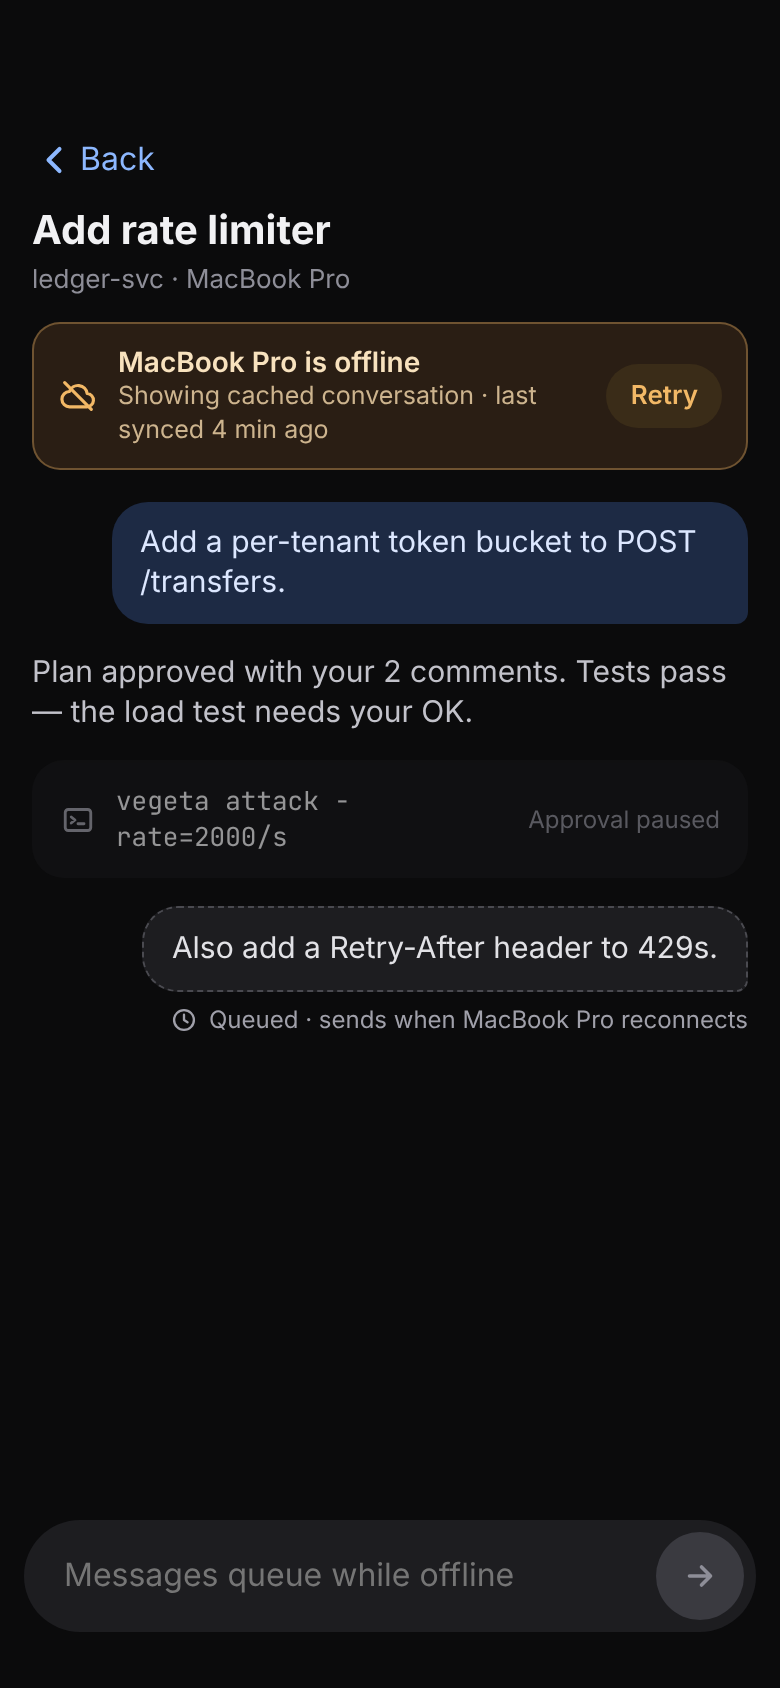 Back
Add rate limiter
ledger-svc · MacBook Pro
MacBook Pro is offline
Showing cached conversation · last
synced 4 min ago
Retry
Add a per-tenant token bucket to POST
/transfers.
Plan approved with your 2 comments. Tests pass
— the load test needs your OK.
vegeta attack -
rate=2000/s
Approval paused
Also add a Retry-After header to 429s.
Queued · sends when MacBook Pro reconnects
Messages queue while offline